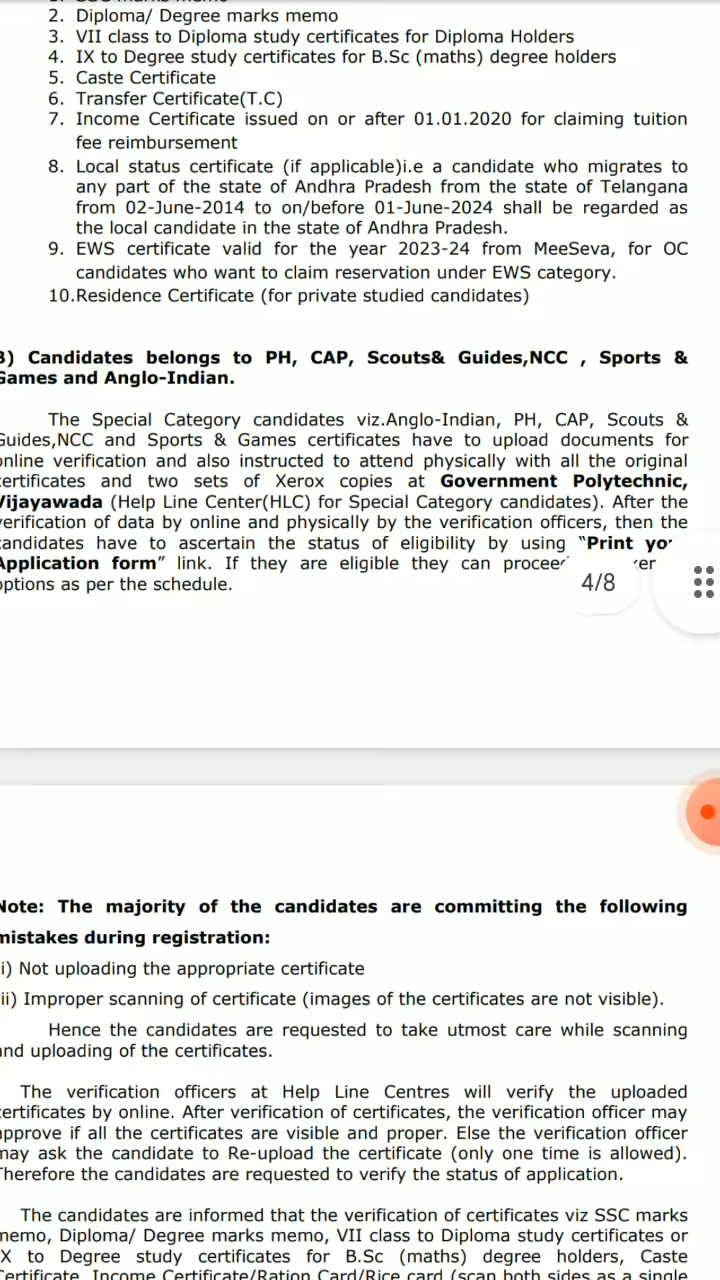 2. Diploma/ Degree marks memo
3. VII class to Diploma study certificates for Diploma Holders
4. IX to Degree study certificates for B.Sc (maths) degree holders
5. Caste Certificate
6. Transfer Certificate(T.C)
7. Income Certificate issued on or after 01.01.2020 for claiming tuition
fee reimbursement
8. Local status certificate (if applicable)i.e a candidate who migrates to
any part of the state of Andhra Pradesh from the state of Telangana
from 02-June-2014 to on/before 01-June-2024 shall be regarded as
the local candidate in the state of Andhra Pradesh.
9. EWS certificate valid for the year 2023-24 from MeeSeva, for OC
candidates who want to claim reservation under EWS category.
10.Residence Certificate (for private studied candidates)
3) Candidates belongs to PH, CAP, Scouts& Guides,NCC , Sports &
Games and Anglo-Indian.
The Special Category candidates viz.Anglo-Indian, PH, CAP, Scouts &
Guides,NCC and Sports & Games certificates have to upload documents for
online verification and also instructed to attend physically with all the original
certificates and two sets of Xerox copies at Government Polytechnic,
Vijayawada (Help Line Center(HLC) for Special Category candidates). After the
verification of data by online and physically by the verification officers, then the
candidates have to ascertain the status of eligibility by using “Print yo
Application form” link. If they are eligible they can proceed
options as per the schedule.
4/8
Note: The majority of the candidates are committing the following
mistakes during registration:
i) Not uploading the appropriate certificate
ii) Improper scanning of certificate (images of the certificates are not visible).
Hence the candidates are requested to take utmost care while scanning
and uploading of the certificates.
The verification officers at Help Line Centres will verify the uploaded
certificates by online. After verification of certificates, the verification officer may
approve if all the certificates are visible and proper. Else the verification officer
may ask the candidate to Re-upload the certificate (only one time is allowed).
Therefore the candidates are requested to verify the status of application.
The candidates are informed that the verification of certificates viz SSC marks
memo, Diploma/ Degree marks memo, VII class to Diploma study certificates or
IX to Degree study certificates for B.Sc (maths) degree holders, Caste
Certificate, Income Certificate/Ration Card/Rice card (scan both sides as a single